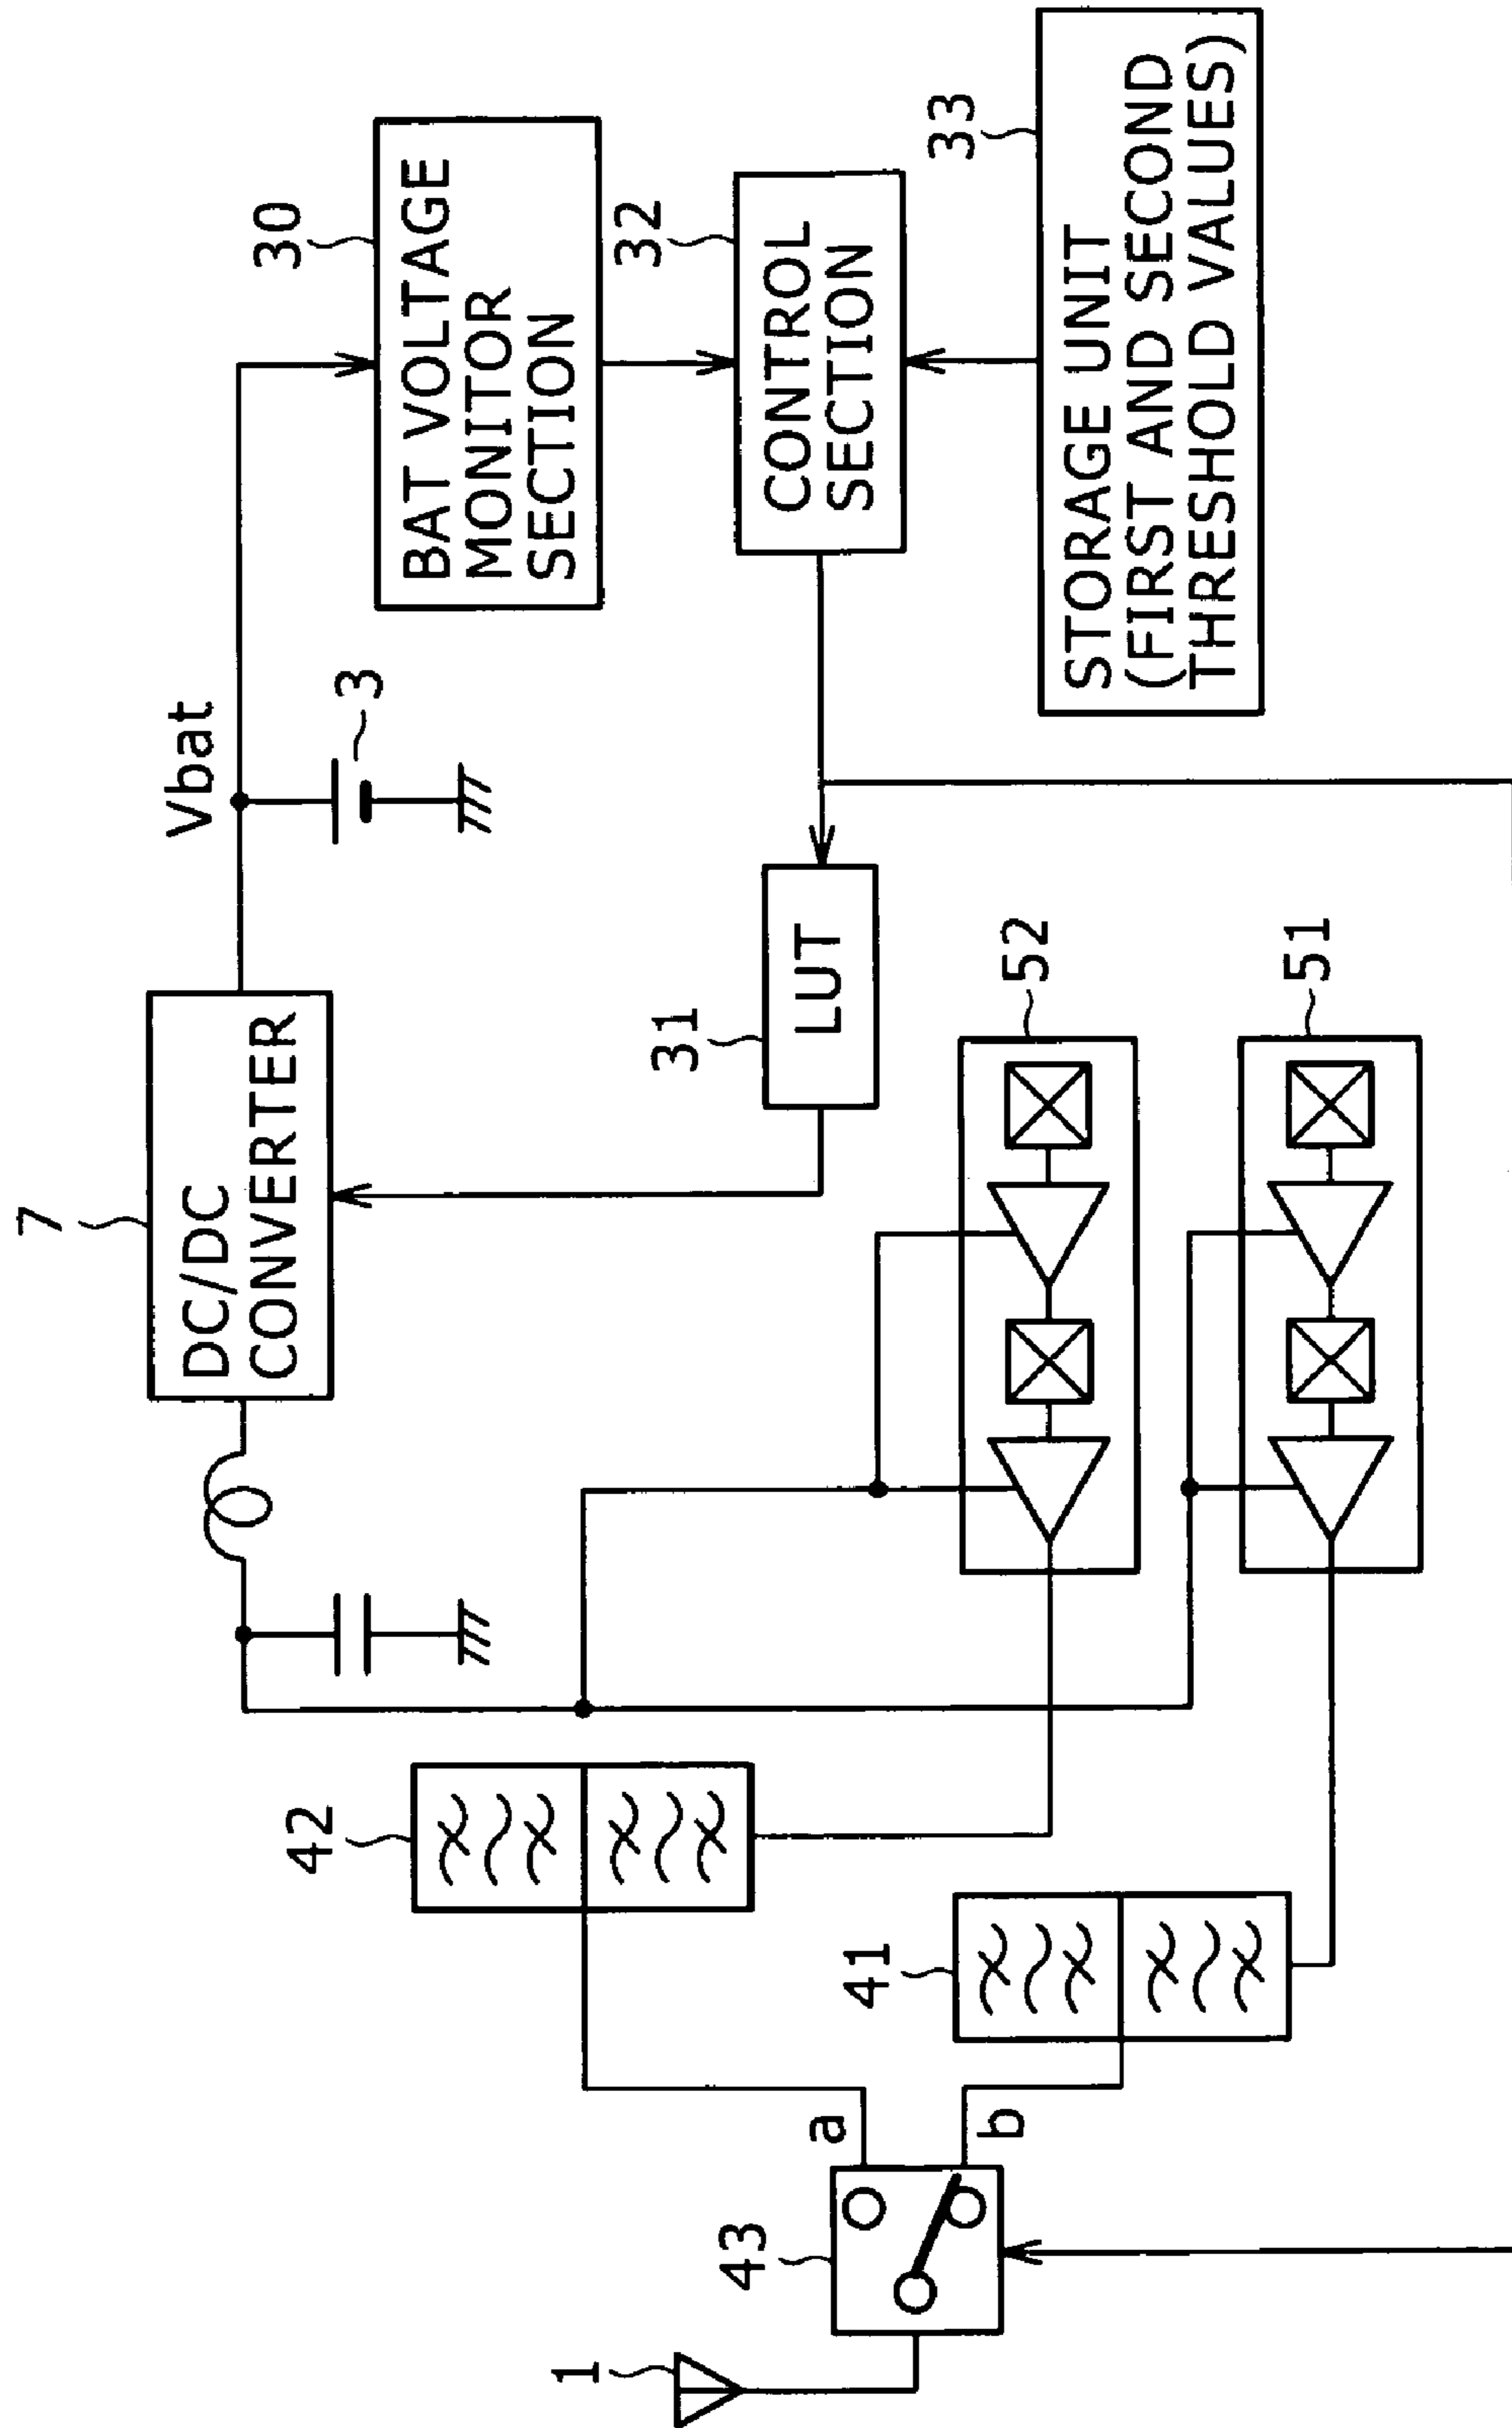 7
DC/DC
CONVERTER
Vbat
3
30
BAT VOLTAGE
MONITOR
SECTION
32
CONTROL
SECTION
33
STORAGE UNIT
(FIRST AND SECOND
THRESHOLD VALUES)
31
LUT
52
51
42
41
a
b
43
1